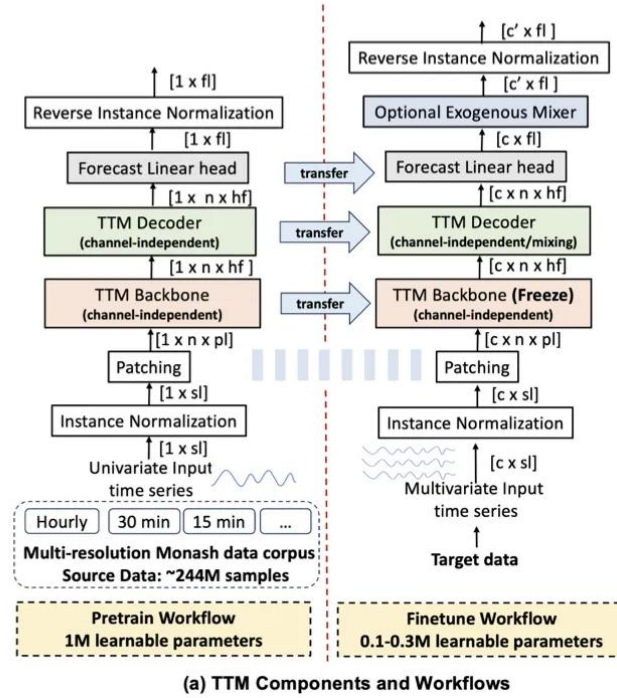 [1 x fl]
Reverse Instance Normalization
[1 x fl]
Forecast Linear head
[1 x n x hf]
TTM Decoder
(channel-independent)
[1 x n x hf ]
TTM Backbone
(channel-independent)
[1 x n x pl]
Patching
[1 x sl]
Instance Normalization
[1 x sl]
Univariate Input
time series
Hourly
30 min
15 min
...
Multi-resolution Monash data corpus
Source Data: ~244M samples
Pretrain Workflow
1M learnable parameters
transfer
transfer
transfer
[c' x fl ]
Reverse Instance Normalization
[c' x fl ]
Optional Exogenous Mixer
[c x fl]
Forecast Linear head
[c x n x hf]
TTM Decoder
(channel-independent/mixing)
[c x n x hf]
TTM Backbone (Freeze)
(channel-independent)
[c x n x pl]
Patching
[c x sl]
Instance Normalization
[c x sl]
Multivariate Input
time series
Target data
Finetune Workflow
0.1-0.3M learnable parameters
(a) TTM Components and Workflows